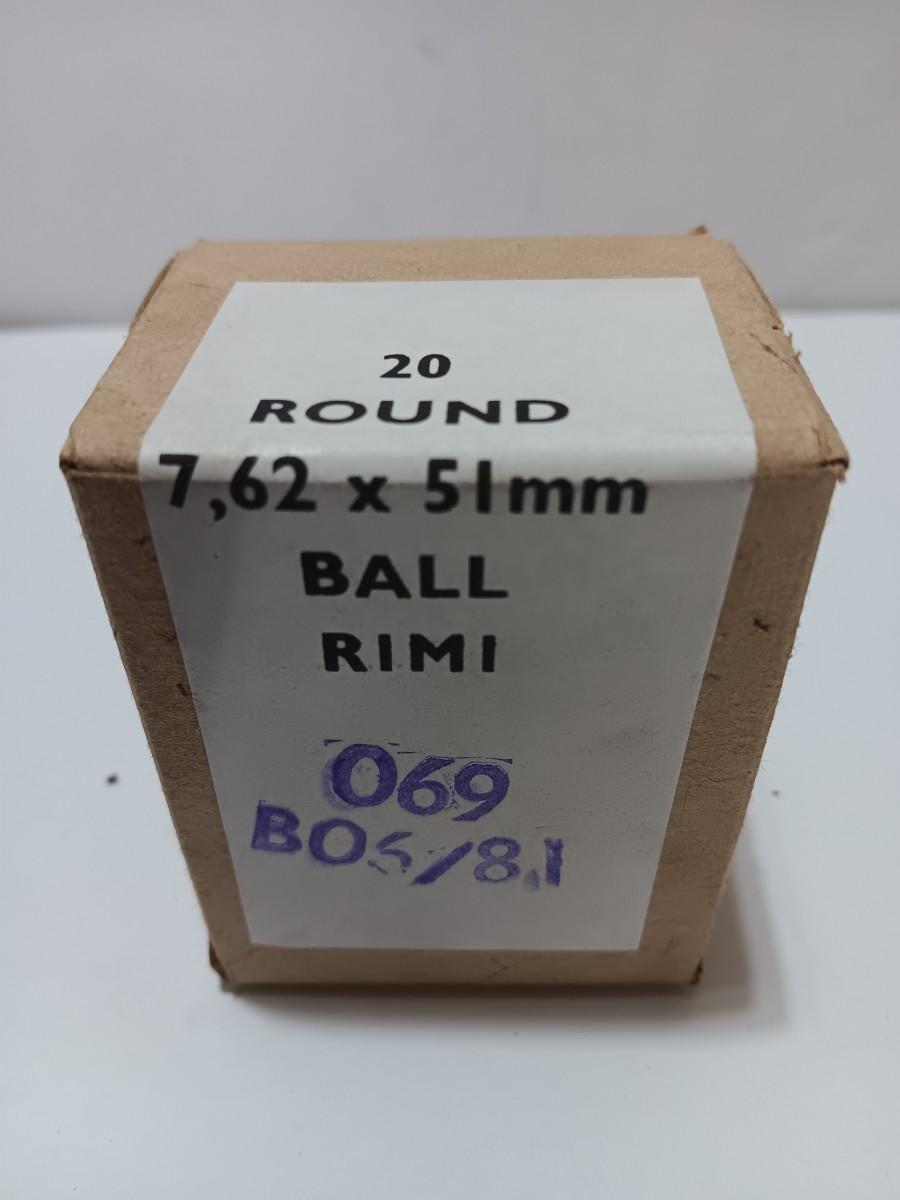 20
ROUND
7,62 x 51mm
BALL
RIMI
069